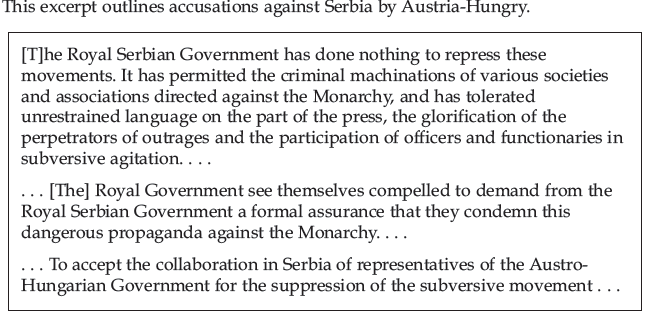 This excerpt outlines accusations against Serbia by Austria-Hungry.
[T]he Royal Serbian Government has done nothing to repress these
movements. It has permitted the criminal machinations of various societies
and associations directed against the Monarchy, and has tolerated
unrestrained language on the part of the press, the glorification of the
perpetrators of outrages and the participation of officers and functionaries in
subversive agitation. . . .
. . . [The] Royal Government see themselves compelled to demand from the
Royal Serbian Government a formal assurance that they condemn this
dangerous propaganda against the Monarchy. . . .
. . . To accept the collaboration in Serbia of representatives of the Austro-
Hungarian Government for the suppression of the subversive movement . . .